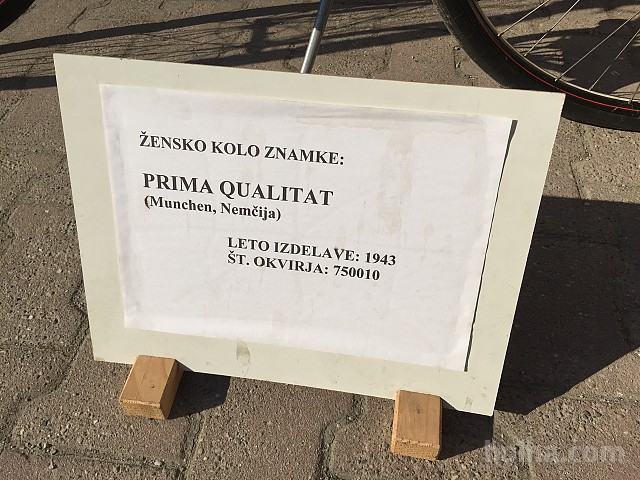 ŽENSKO KOLO ZNAMKE:
PRIMA QUALITAT
(Munchen, Nemčija)
LETO IZDELAVE: 1943
ŠT. OKVIRJA: 750010
bolha.com